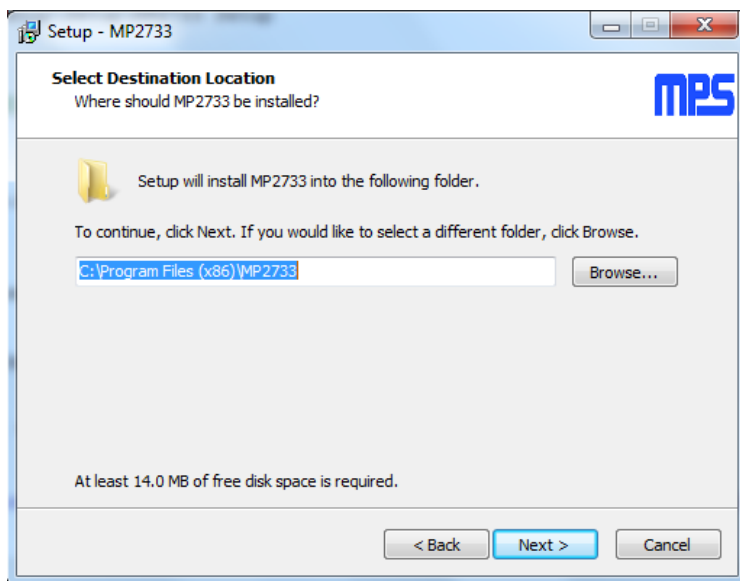 Setup - MP2733
Select Destination Location
Where should MP2733 be installed?
mps
Setup will install MP2733 into the following folder.
To continue, click Next. If you would like to select a different folder, click Browse.
C:\Program Files (x86)\MP2733
Browse...
At least 14.0 MB of free disk space is required.
< Back
Next >
Cancel